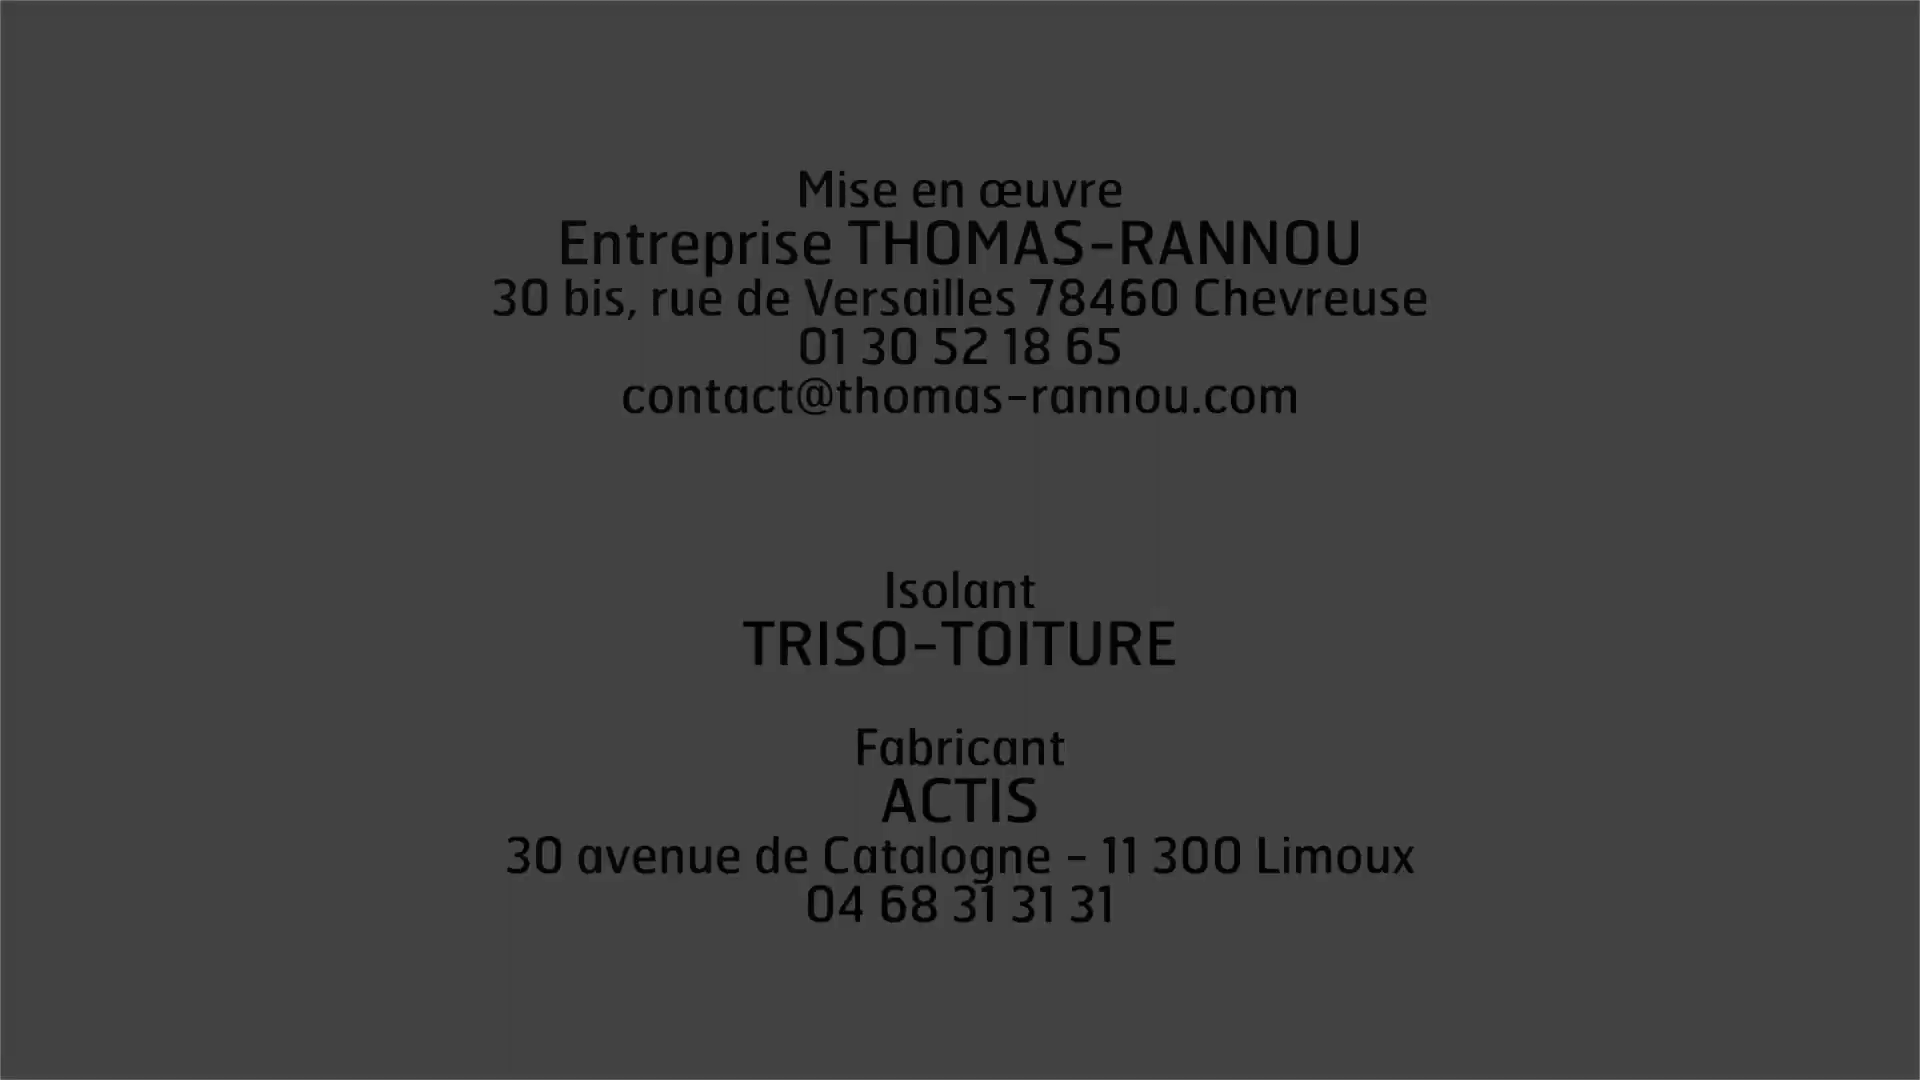 Mise en œuvre
Entreprise THOMAS-RANNOU
30 bis, rue de Versailles 78460 Chevreuse
01 30 52 18 65
contact@thomas-rannou.com
Isolant
TRISO-TOITURE
Fabricant
ACTIS
30 avenue de Catalogne - 11 300 Limoux
04 68 31 31 31